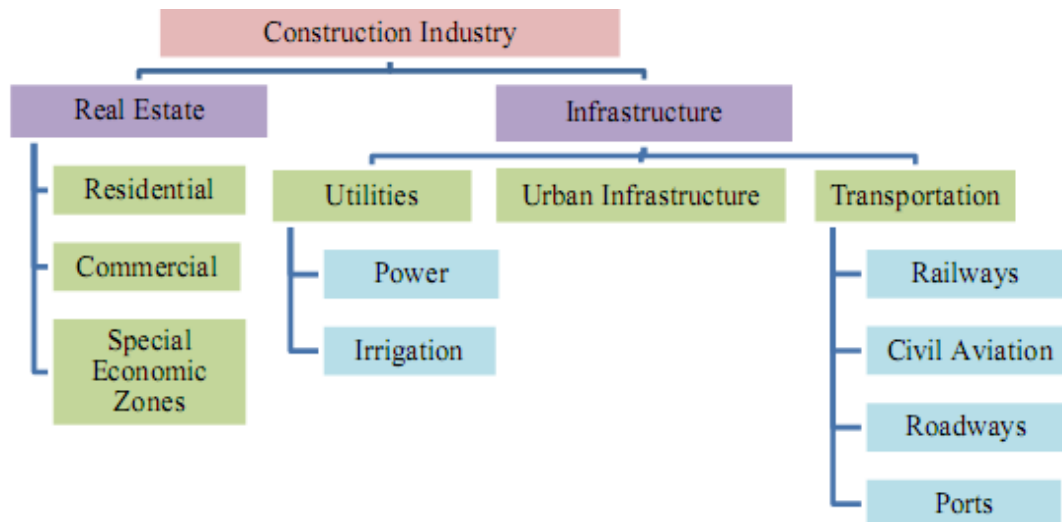 Construction Industry
Real Estate
Infrastructure
Residential
Commercial
Special
Economic
Zones
Utilities
Urban Infrastructure
Transportation
Power
Irrigation
Railways
Civil Aviation
Roadways
Ports